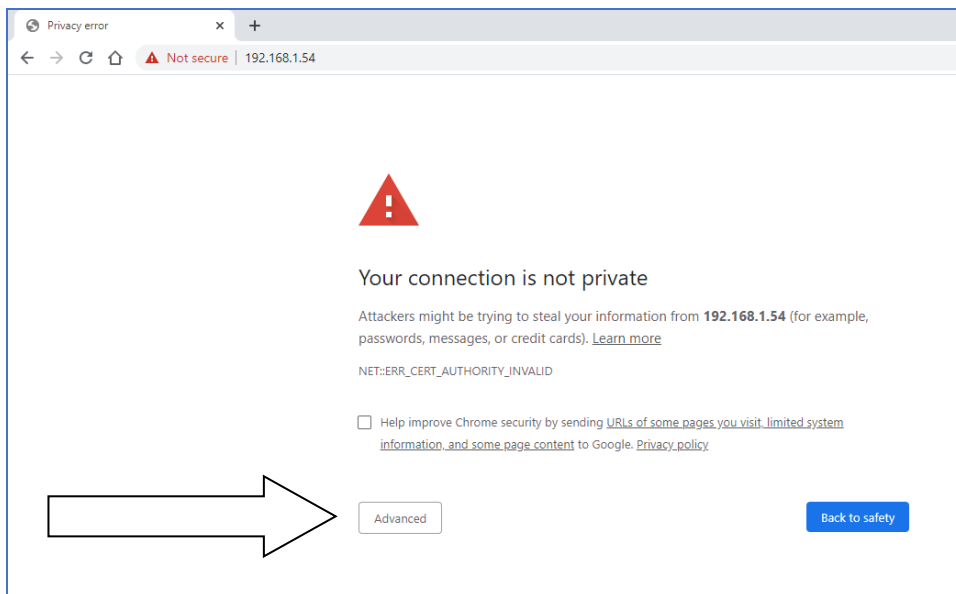 Privacy error
Not secure 192.168.1.54
Your connection is not private
Attackers might be trying to steal your information from 192.168.1.54 (for example,
passwords, messages, or credit cards). Learn more
NET::ERR_CERT_AUTHORITY_INVALID
Help improve Chrome security by sending URLs of some pages you visit, limited system
information, and some page content to Google. Privacy policy
Advanced
Back to safety